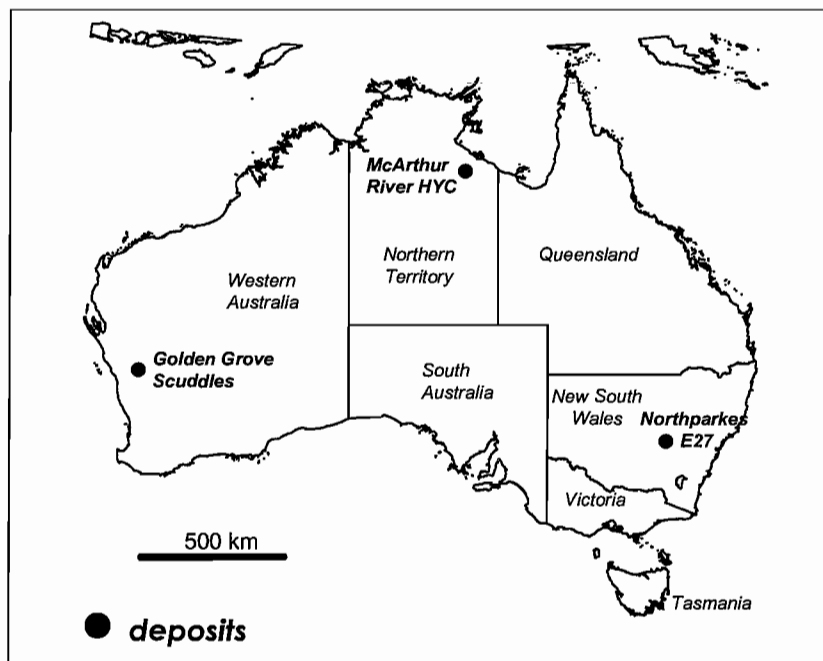 McArthur
River HYC
Northern
Territory
Queensland
Western
Australia
Golden Grove
Scuddles
South
Australia
New South
Wales
Northparkes
E27
Victoria
500 km
Tasmania
deposits